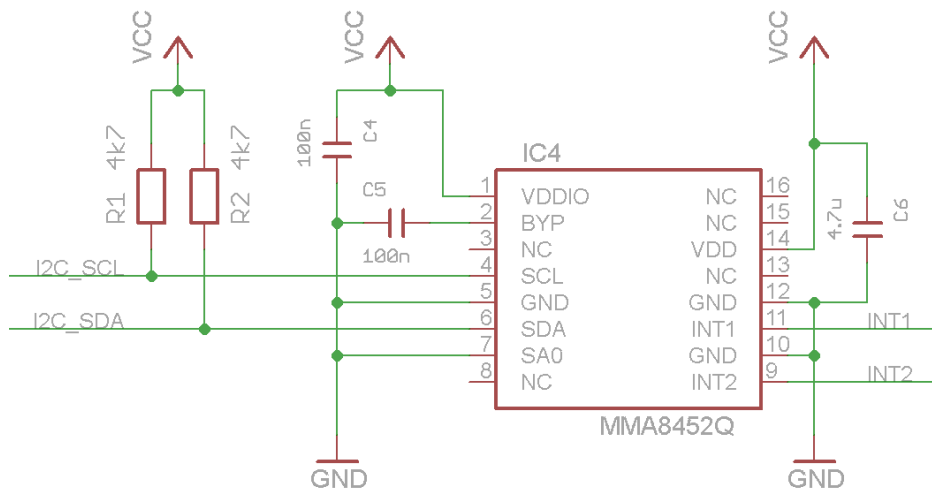 VCC
VCC
VCC
R1
4k7
R2
4k7
100n
C4
C5
100n
4.7u
C6
IC4
1 VDDIO NC 16
2 BYP NC 15
3 NC VDD 14
4 SCL NC 13
5 GND GND 12
6 SDA INT1 11
7 SA0 GND 10
8 NC INT2 9
I2C_SCL
I2C_SDA
INT1
INT2
MMA8452Q
GND
GND